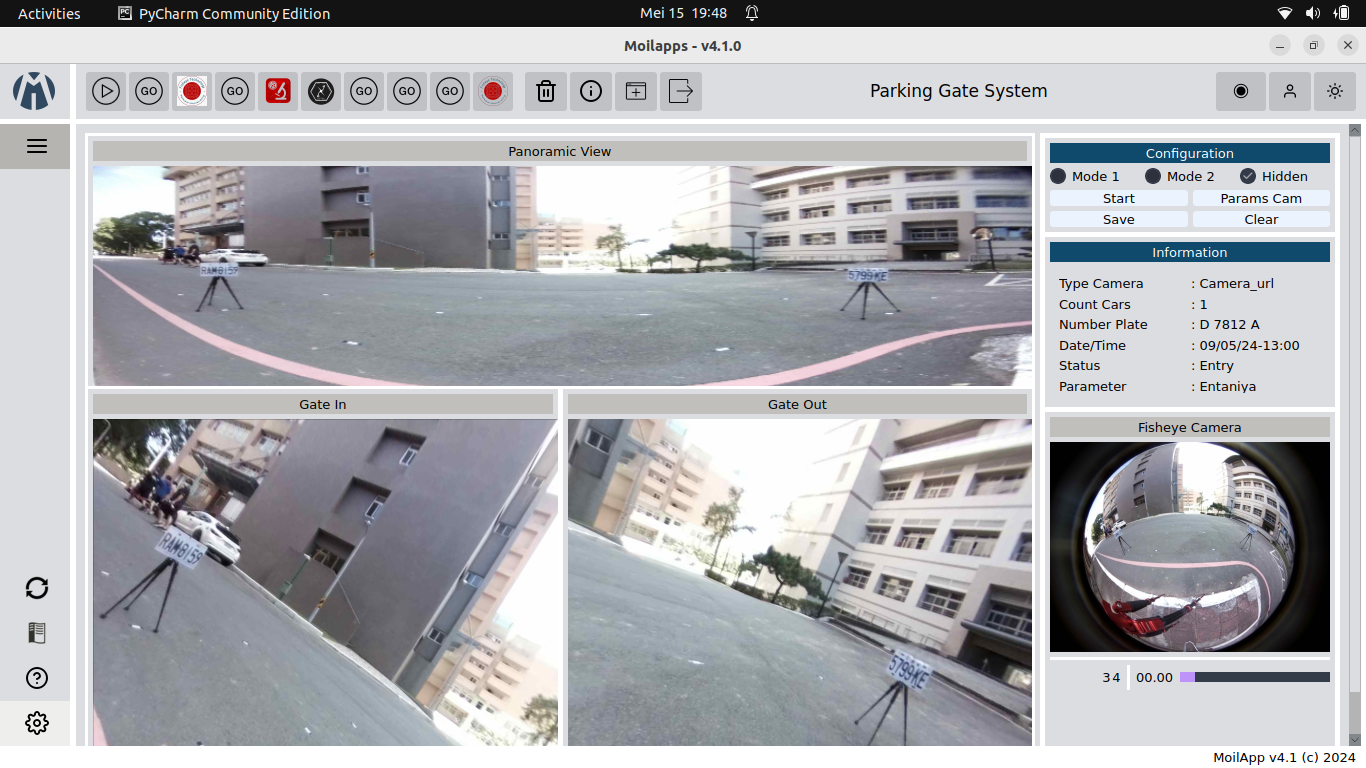 Activities
PyCharm Community Edition
Mei 15 19:48
Moilapps - v4.1.0
GO
GO
GO
GO
GO
Parking Gate System
Panoramic View
RAM8159
5799KE
Gate In
RAM8159
Gate Out
5799KE
Configuration
Mode 1
Mode 2
Hidden
Start
Params Cam
Save
Clear
Information
Type Camera : Camera_url
Count Cars : 1
Number Plate : D 7812 A
Date/Time : 09/05/24-13:00
Status : Entry
Parameter : Entaniya
Fisheye Camera
34
00.00
MoilApp v4.1 (c) 2024